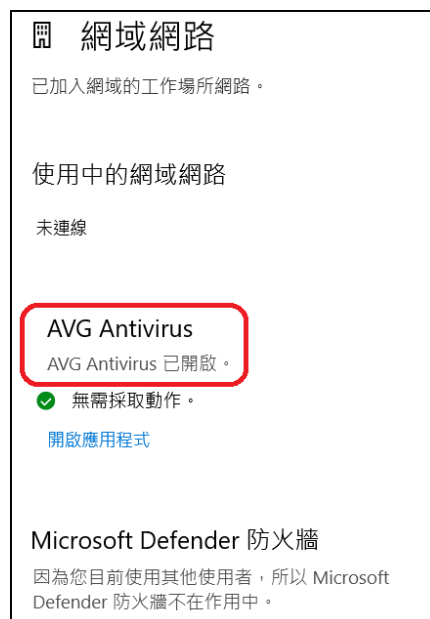 網域網路
已加入網域的工作場所網路。
使用中的網域網路
未連線
AVG Antivirus
AVG Antivirus 已開啟。
無需採取動作。
開啟應用程式
Microsoft Defender 防火牆
因為您目前使用其他使用者，所以 Microsoft
Defender 防火牆不在作用中。